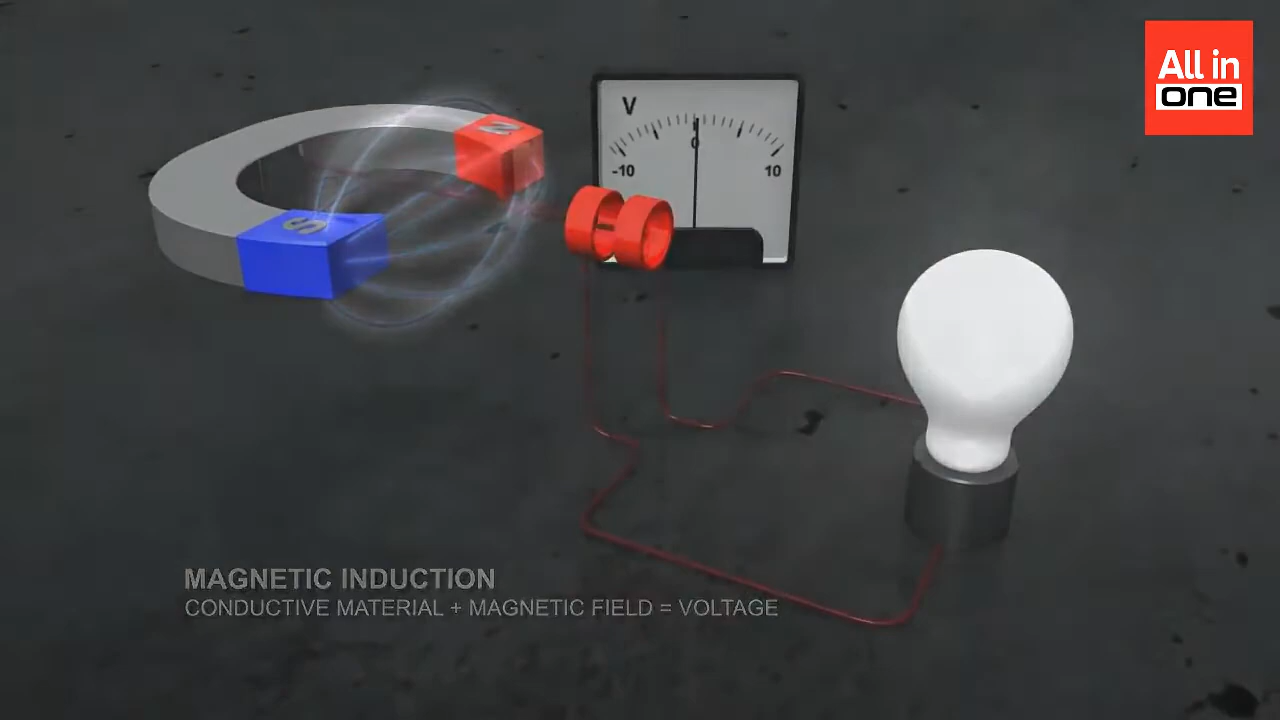 All in
one
V
0
-10
10
N
S
MAGNETIC INDUCTION
CONDUCTIVE MATERIAL + MAGNETIC FIELD = VOLTAGE